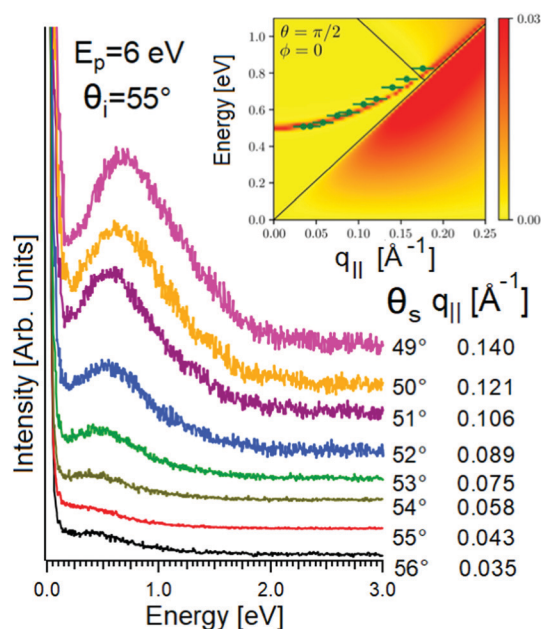 E_p=6 eV
θ_i=55°
θ = π/2
ϕ = 0
Energy [eV]
1.0
0.8
0.6
0.4
0.2
0.0
0.00 0.05 0.10 0.15 0.20 0.25
q_|| [Å⁻¹]
0.03
0.00
Intensity [Arb. Units]
θ_s q_|| [Å⁻¹]
49° 0.140
50° 0.121
51° 0.106
52° 0.089
53° 0.075
54° 0.058
55° 0.043
56° 0.035
0.0 1.0 2.0 3.0
Energy [eV]